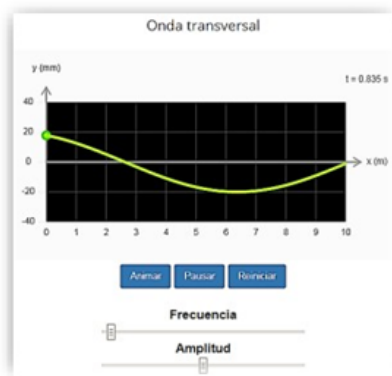 Onda transversal
y (mm)
t = 0.835 s
40
20
0
-20
-40
x (m)
0 1 2 3 4 5 6 7 8 9 10
Animar Pausar Reiniciar
Frecuencia
Amplitud